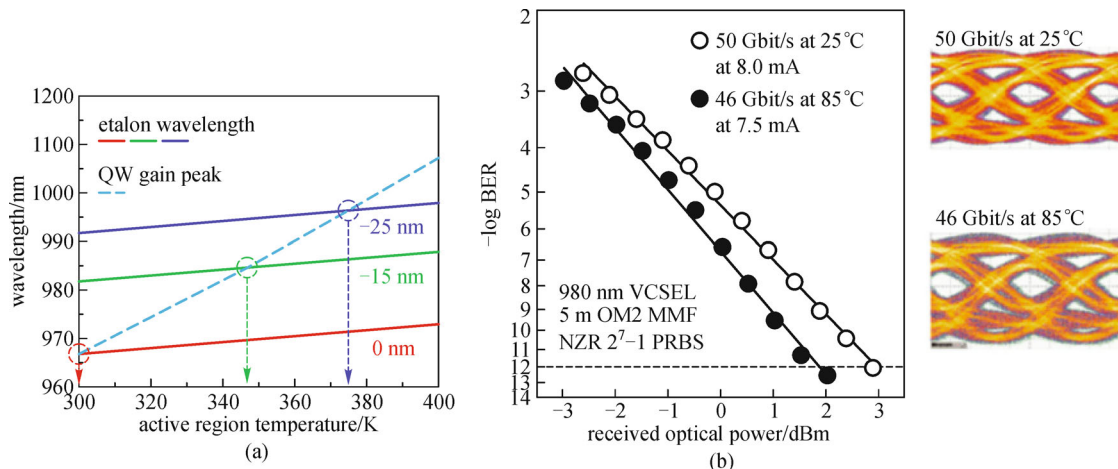 1200
1100
1000
995
990
980
970
960
300
320
340
360
380
400
wavelength/nm
active region temperature/K
etalon wavelength
QW gain peak
−25 nm
−15 nm
0 nm
(a)
2
3
4
5
6
7
8
9
10
11
12
13
14
−3
−2
−1
0
1
2
3
−log BER
received optical power/dBm
50 Gbit/s at 25℃
at 8.0 mA
46 Gbit/s at 85℃
at 7.5 mA
980 nm VCSEL
5 m OM2 MMF
NZR 2⁷−1 PRBS
(b)
50 Gbit/s at 25℃
46 Gbit/s at 85℃